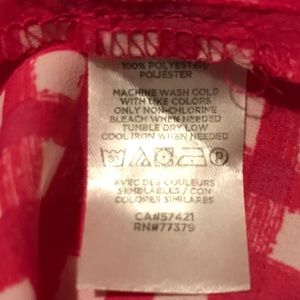 100% POLYESTER/
POLIESTER
MACHINE WASH COLD
WITH LIKE COLORS
ONLY NON-CHLORINE
BLEACH WHEN NEEDED
TUMBLE DRY LOW
COOL IRON WHEN NEEDED
AVEC DES COULEURS
SEMBLABLES / CON
COLORES SIMILARES
CA#57421
RN#77379